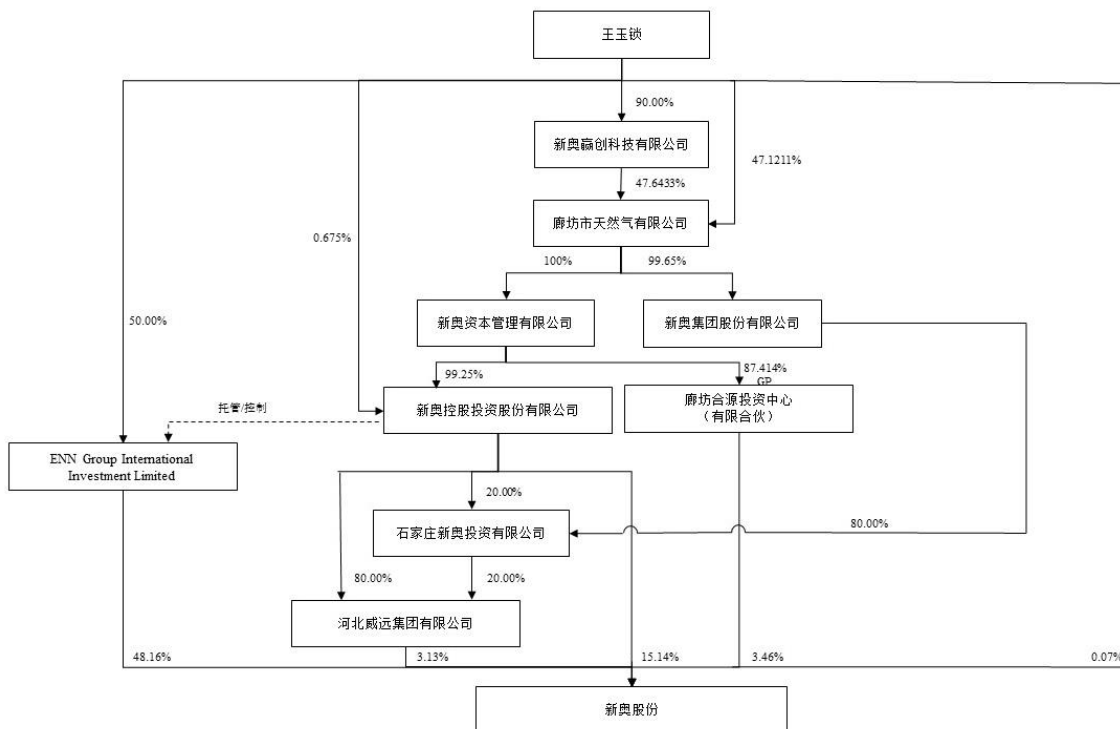 王玉锁
90.00%
新奥赢创科技有限公司
47.1211%
47.6433%
廊坊市天然气有限公司
0.675%
100%
99.65%
50.00%
新奥资本管理有限公司
新奥集团股份有限公司
99.25%
87.414%
GP
托管/控制
新奥控股投资股份有限公司
廊坊合源投资中心
（有限合伙）
ENN Group International
Investment Limited
20.00%
石家庄新奥投资有限公司
80.00%
80.00%
20.00%
河北威远集团有限公司
48.16%
3.13%
15.14%
3.46%
0.07%
新奥股份